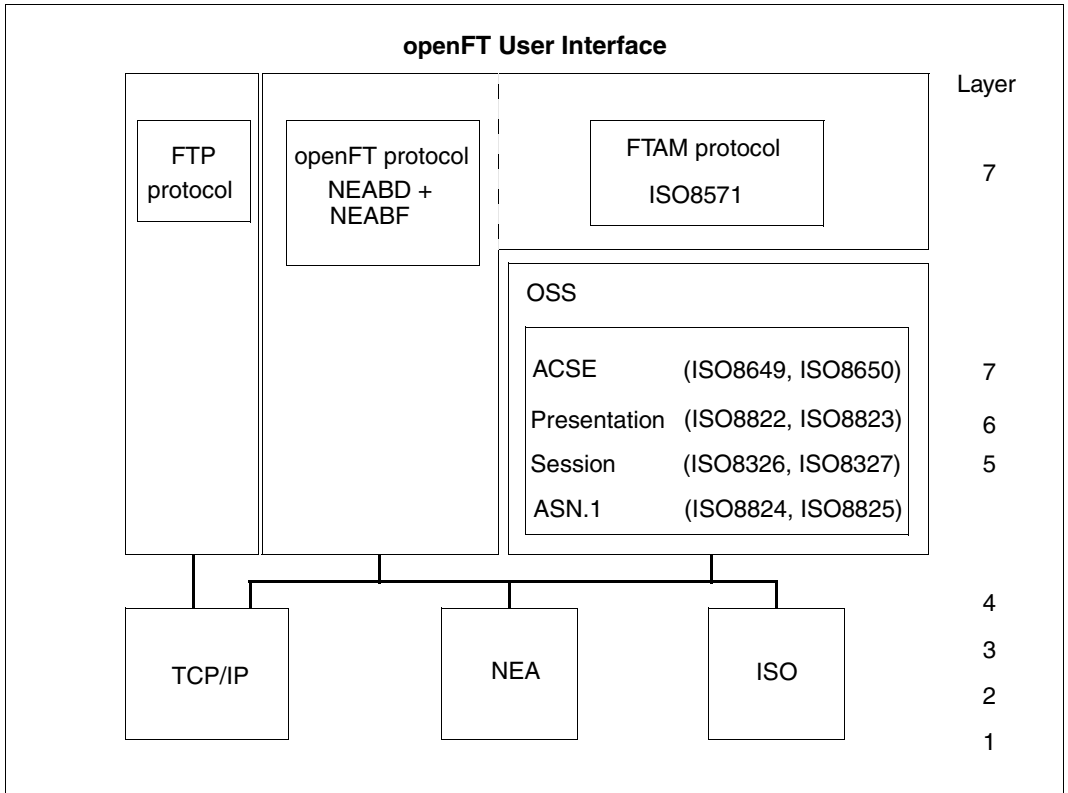 openFT User Interface
Layer
FTP
protocol
openFT protocol
NEABD +
NEABF
FTAM protocol
ISO8571
7
OSS
ACSE (ISO8649, ISO8650) 7
Presentation (ISO8822, ISO8823) 6
Session (ISO8326, ISO8327) 5
ASN.1 (ISO8824, ISO8825)
TCP/IP
NEA
ISO
4
3
2
1